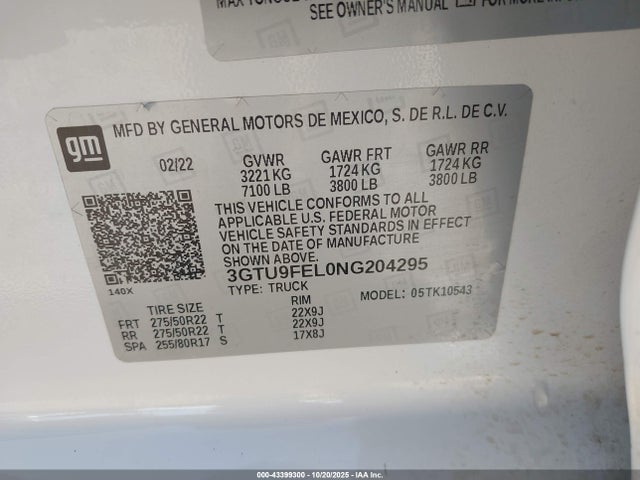 SEE OWNER'S MANUAL
FOR MORE
gm
MFD BY GENERAL MOTORS DE MEXICO, S. DE R.L. DE C.V.
02/22 GVWR GAWR FRT GAWR RR
3221 KG 1724 KG 1724 KG
7100 LB 3800 LB 3800 LB
THIS VEHICLE CONFORMS TO ALL
APPLICABLE U.S. FEDERAL MOTOR
VEHICLE SAFETY STANDARDS IN EFFECT
ON THE DATE OF MANUFACTURE
SHOWN ABOVE.
3GTU9FEL0NG204295
140X TYPE: TRUCK MODEL: 05TK10543
TIRE SIZE RIM
FRT 275/50R22 T 22X9J
RR 275/50R22 T 22X9J
SPA 255/80R17 S 17X8J
000-43399300 - 10/20/2025 - IAAI.COM